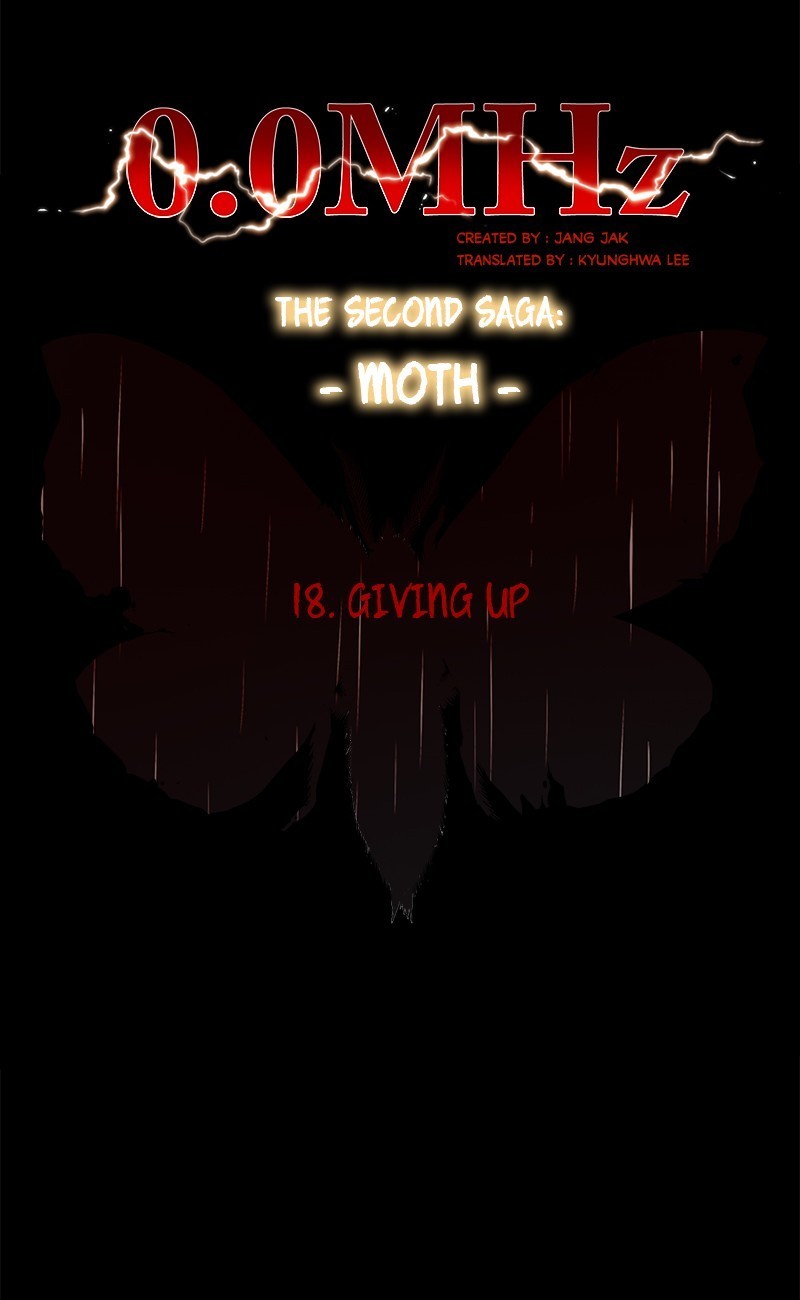 0.0MHz
CREATED BY : JANG JAK
TRANSLATED BY : KYUNGHWA LEE
THE SECOND SAGA:
- MOTH -
18. GIVING UP